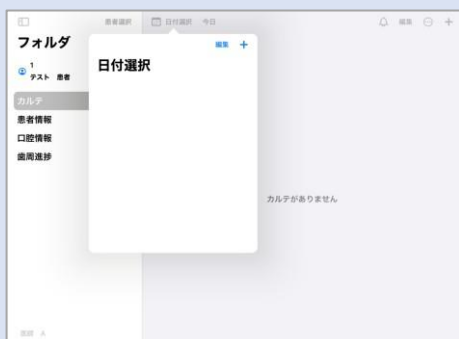 患者選択
日付選択 今日
編集
フォルダ
1
テスト 患者
カルテ
患者情報
口腔情報
歯周進捗
編集
日付選択
カルテがありません
医師 A